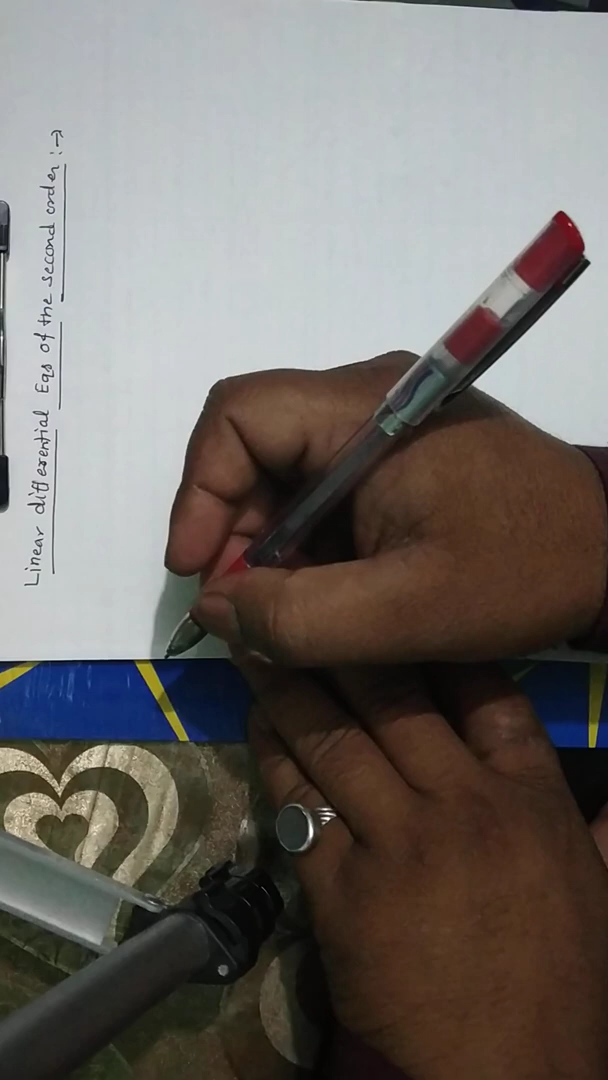 Linear differential Eqs of the second order :→